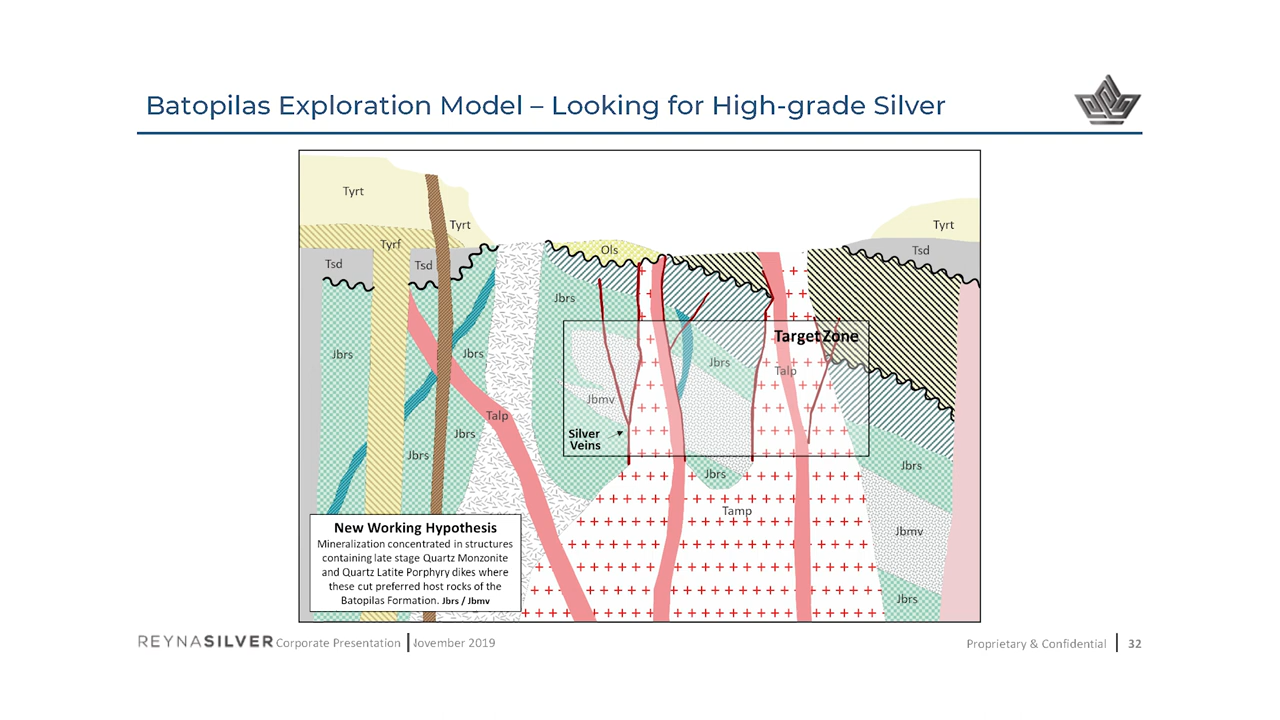 Batopilas Exploration Model – Looking for High-grade Silver
Tyrt
Tyrt
Tyrt
Tyrf
Ols
Tsd
Tsd
Tsd
Jbrs
Target Zone
Jbrs
Jbrs
Jbrs
Talp
Jbmv
Talp
Silver
Veins
Jbrs
Jbrs
Jbrs
Jbrs
Tamp
Jbmv
New Working Hypothesis
Mineralization concentrated in structures
containing late stage Quartz Monzonite
and Quartz Latite Porphyry dikes where
these cut preferred host rocks of the
Batopilas Formation. Jbrs / Jbmv
Jbrs
REYNASILVER Corporate Presentation November 2019
Proprietary & Confidential 32